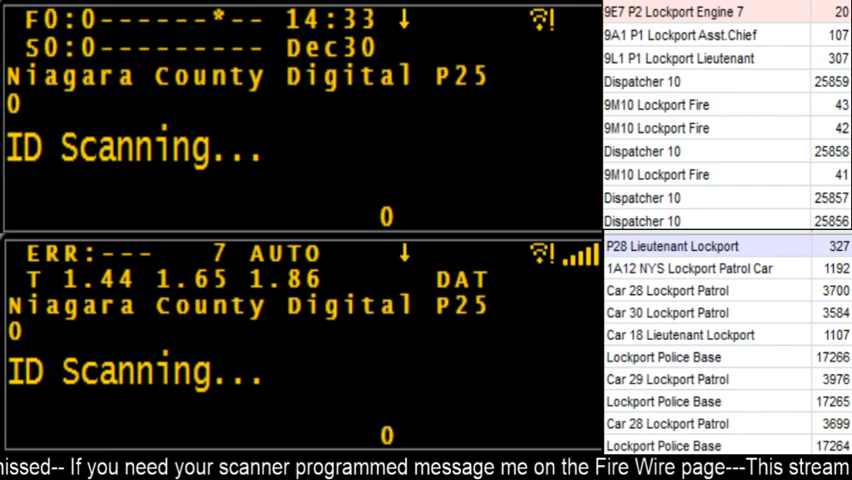 F0:0------*-- 14:33 ↓
S0:0--------- Dec30
Niagara County Digital P25
0
ID Scanning...
0
9E7 P2 Lockport Engine 7 20
9A1 P1 Lockport Asst.Chief 107
9L1 P1 Lockport Lieutenant 307
Dispatcher 10 25859
9M10 Lockport Fire 43
9M10 Lockport Fire 42
Dispatcher 10 25858
9M10 Lockport Fire 41
Dispatcher 10 25857
Dispatcher 10 25856
ERR:--- 7 AUTO ↓
T 1.44 1.65 1.86 DAT
Niagara County Digital P25
0
ID Scanning...
0
P28 Lieutenant Lockport 327
1A12 NYS Lockport Patrol Car 1192
Car 28 Lockport Patrol 3700
Car 30 Lockport Patrol 3584
Car 18 Lieutenant Lockport 1107
Lockport Police Base 17266
Car 29 Lockport Patrol 3976
Lockport Police Base 17265
Car 28 Lockport Patrol 3699
Lockport Police Base 17264
nissed-- If you need your scanner programmed message me on the Fire Wire page---This stream